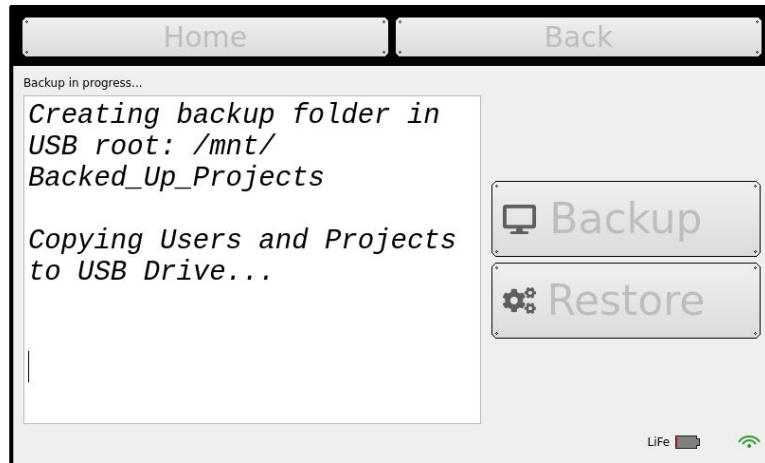 Home
Back
Backup in progress...
Creating backup folder in
USB root: /mnt/
Backed_Up_Projects
Copying Users and Projects
to USB Drive...
Backup
Restore
LiFe